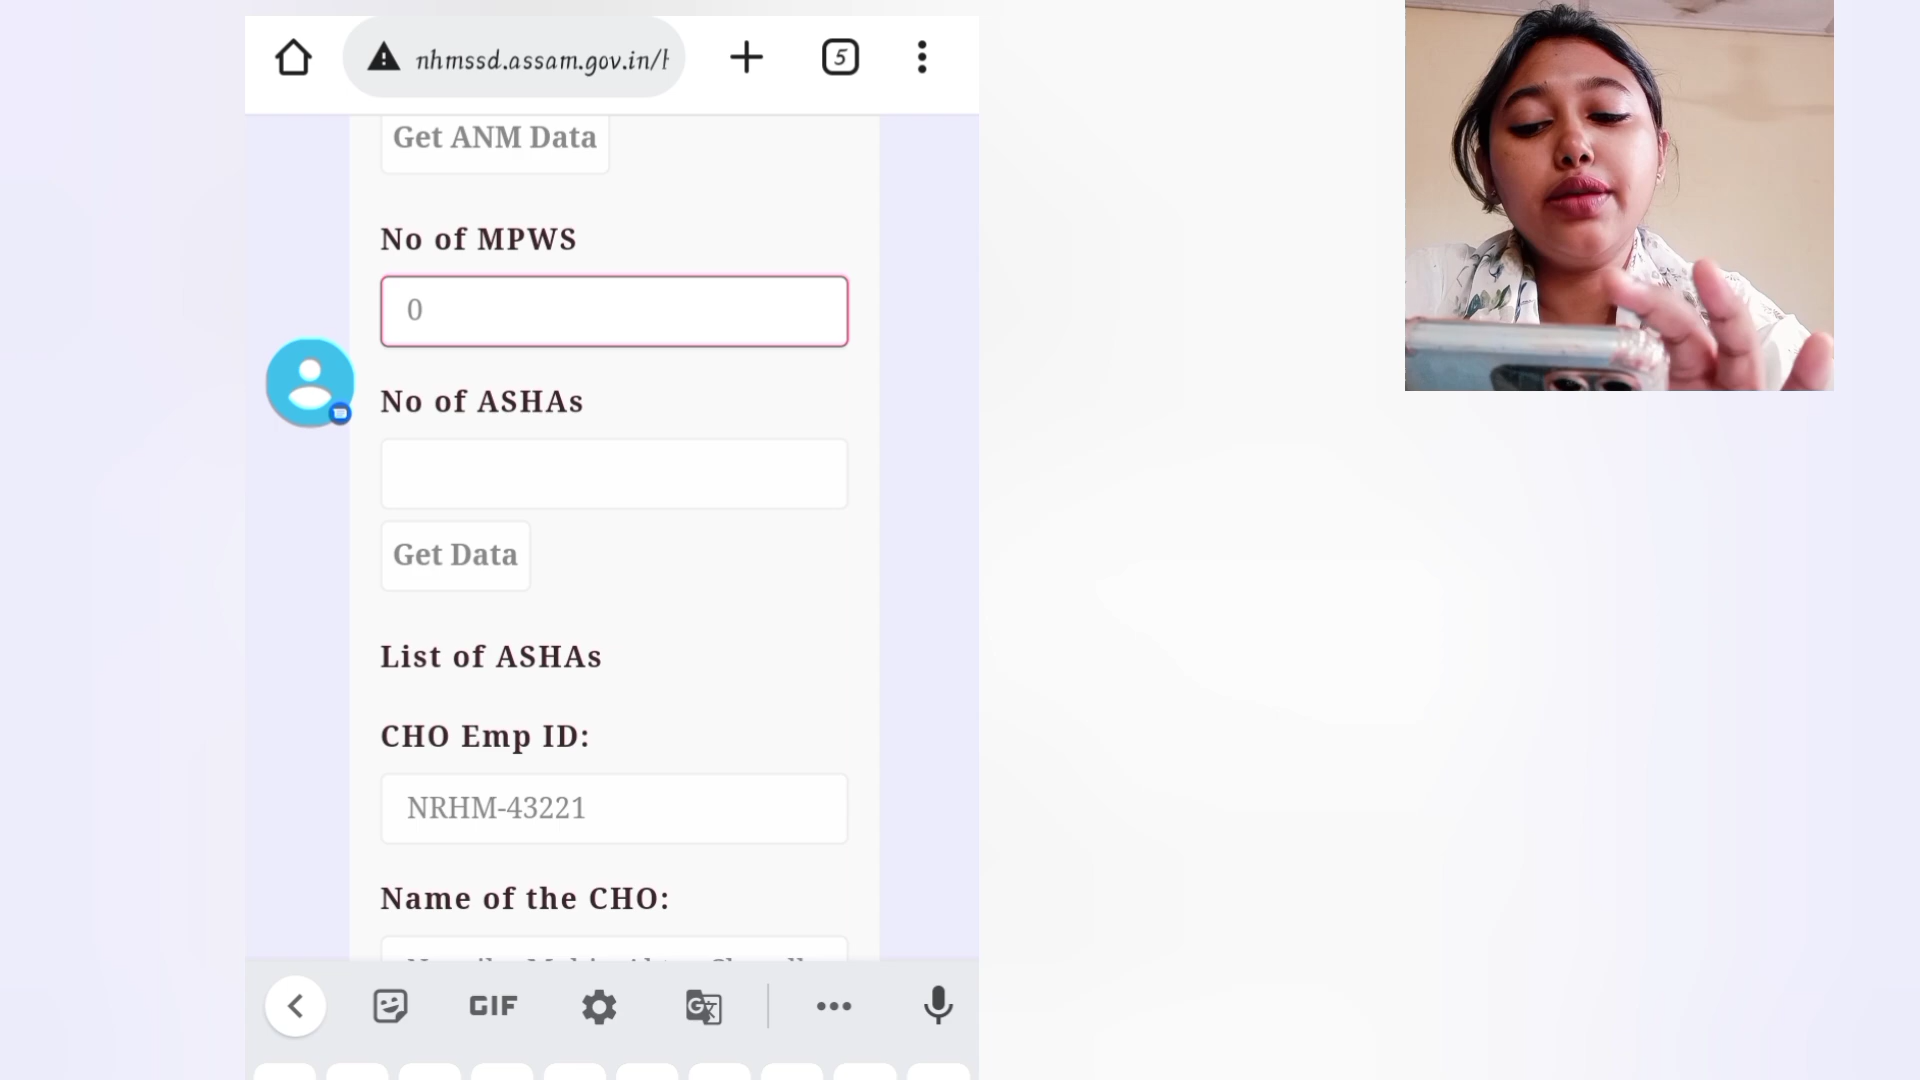 nhmssd.assam.gov.in/
5
Get ANM Data
No of MPWS
0
No of ASHAs
Get Data
List of ASHAs
CHO Emp ID:
NRHM-43221
Name of the CHO:
GIF